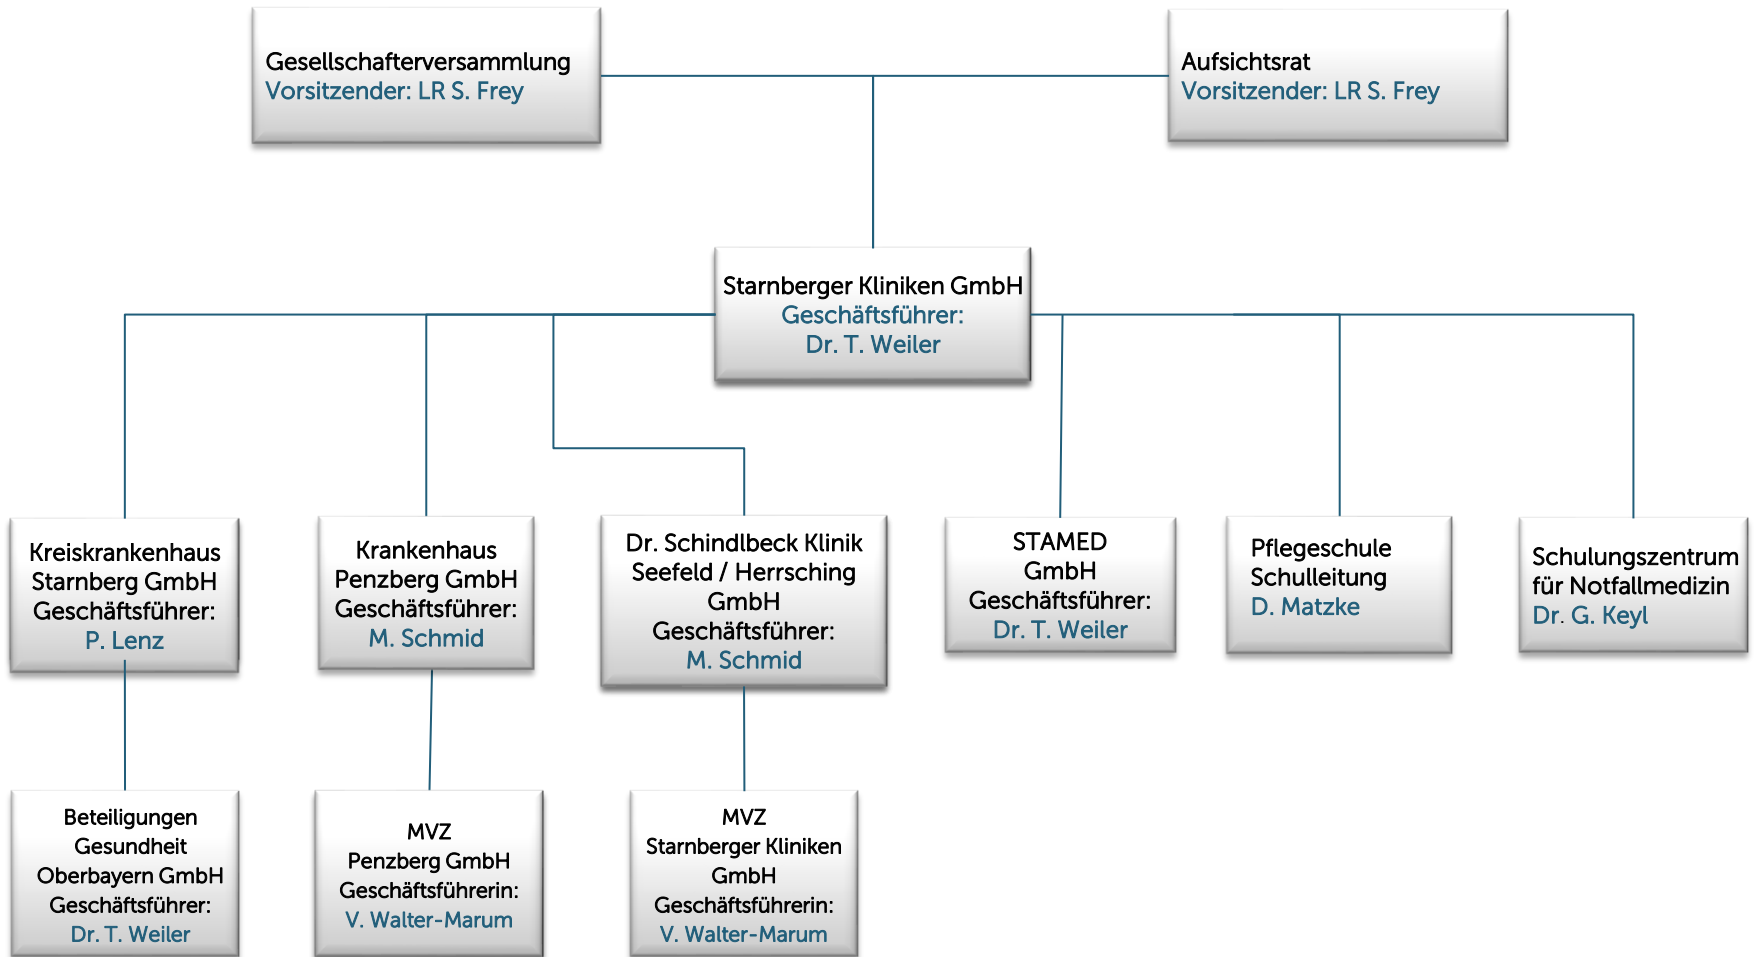 Gesellschafterversammlung
Vorsitzender: LR S. Frey
Aufsichtsrat
Vorsitzender: LR S. Frey
Starnberger Kliniken GmbH
Geschäftsführer:
Dr. T. Weiler
Kreiskrankenhaus
Starnberg GmbH
Geschäftsführer:
P. Lenz
Krankenhaus
Penzberg GmbH
Geschäftsführer:
M. Schmid
Dr. Schindlbeck Klinik
Seefeld / Herrsching
GmbH
Geschäftsführer:
M. Schmid
STAMED
GmbH
Geschäftsführer:
Dr. T. Weiler
Pflegeschule
Schulleitung
D. Matzke
Schulungszentrum
für Notfallmedizin
Dr. G. Keyl
Beteiligungen
Gesundheit
Oberbayern GmbH
Geschäftsführer:
Dr. T. Weiler
MVZ
Penzberg GmbH
Geschäftsführerin:
V. Walter-Marum
MVZ
Starnberger Kliniken
GmbH
Geschäftsführerin:
V. Walter-Marum